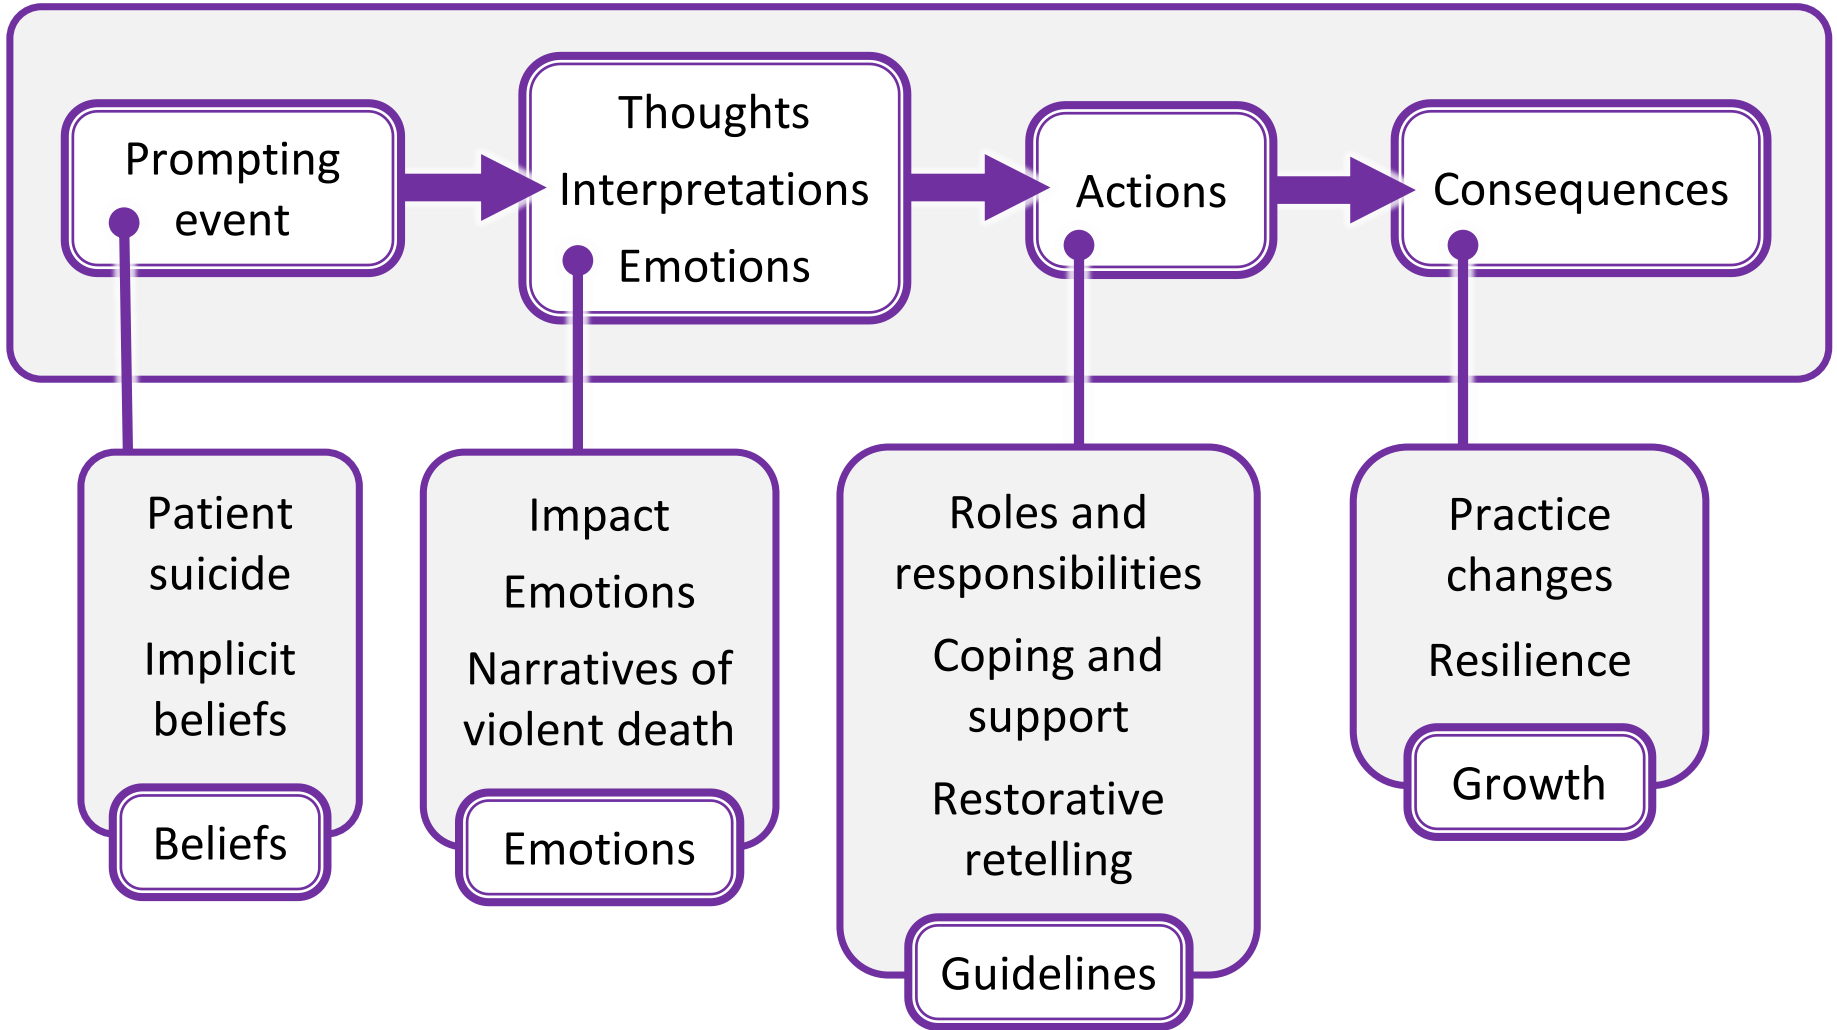 Prompting
event
Thoughts
Interpretations
Emotions
Actions
Consequences
Patient
suicide
Implicit
beliefs
Beliefs
Impact
Emotions
Narratives of
violent death
Emotions
Roles and
responsibilities
Coping and
support
Restorative
retelling
Guidelines
Practice
changes
Resilience
Growth